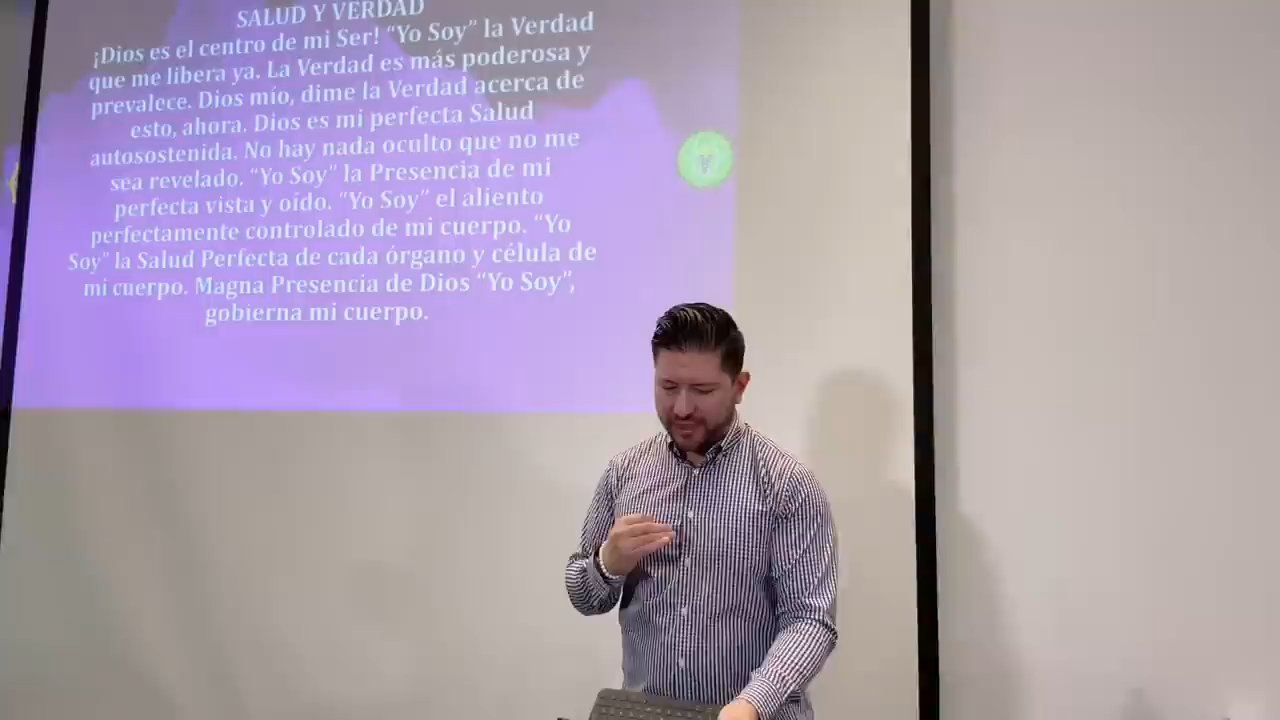 SALUD Y VERDAD
¡Dios es el centro de mi Ser! “Yo Soy” la Verdad
que me libera ya. La Verdad es más poderosa y
prevalece. Dios mío, dime la Verdad acerca de
esto, ahora. Dios es mi perfecta Salud
autosostenida. No hay nada oculto que no me
sea revelado. “Yo Soy” la Presencia de mi
perfecta vista y oído. “Yo Soy” el aliento
perfectamente controlado de mi cuerpo. “Yo
Soy” la Salud Perfecta de cada órgano y célula de
mi cuerpo. Magna Presencia de Dios “Yo Soy”,
gobierna mi cuerpo.